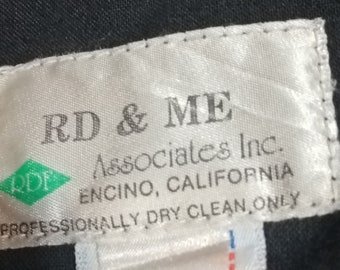 RD & ME
Associates Inc.
RDF
ENCINO, CALIFORNIA
PROFESSIONALLY DRY CLEAN ONLY